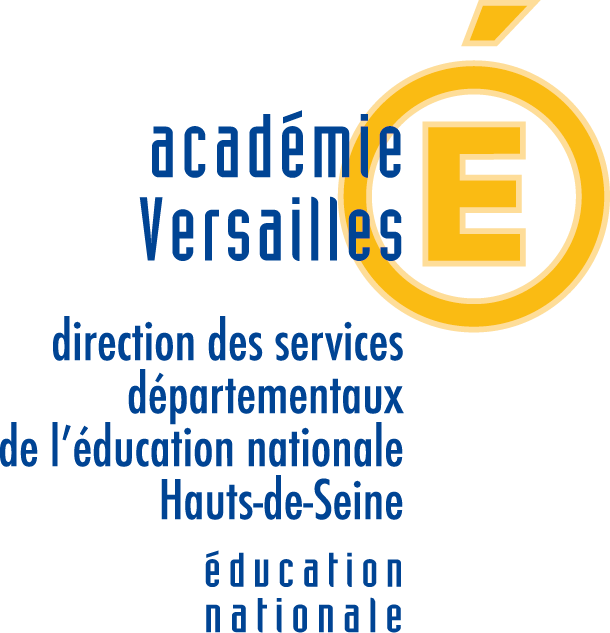 É
académie
Versailles
direction des services
départementaux
de l’éducation nationale
Hauts-de-Seine
éducation
nationale